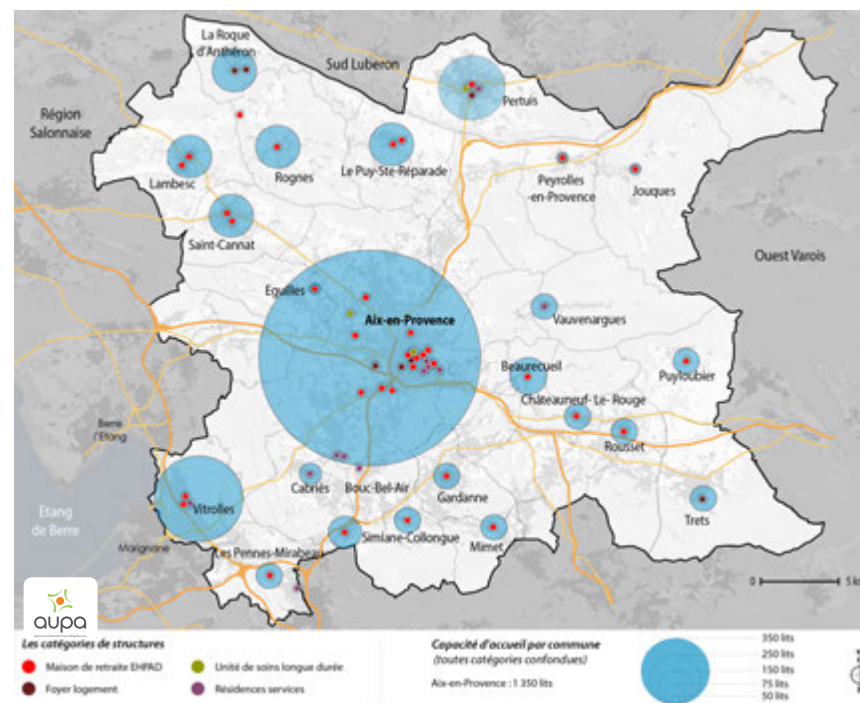 La Roque
d'Anthéron
Sud Luberon
Pertuis
Région
Salonnaise
Lambesc
Rognes
Le Puy-Ste-Réparade
Peyrolles
-en-Provence
Jouques
Saint-Cannat
Ouest Varois
Eguilles
Aix-en-Provence
Vauvenargues
Beaurecueil
Puyloubier
Châteauneuf- Le- Rouge
Rousset
Berre
l'Etang
Cabriès
Bouc-Bel-Air
Gardanne
Vitrolles
Trets
Etang
de Berre
Marignane
Simiane-Collongue
Mimet
Les Pennes-Mirabeau
0
aupa
Les catégories de structures
Maison de retraite EHPAD
Unité de soins longue durée
Foyer logement
Résidences services
Capacité d'accueil par commune
(toutes catégories confondues)
Aix-en-Provence : 1 350 lits
350 lits
250 lits
150 lits
75 lits
50 lits